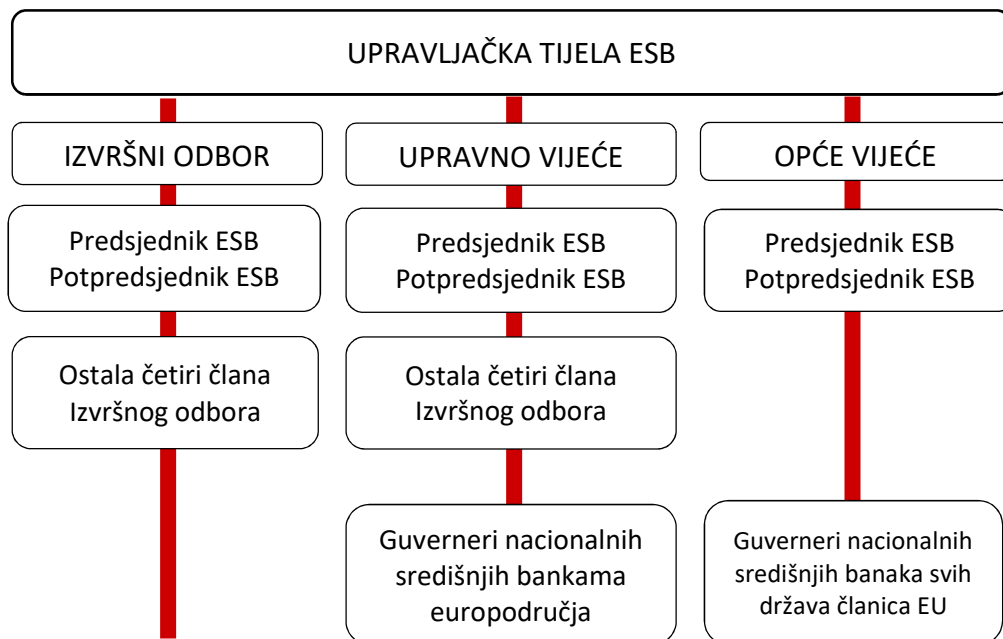 UPRAVLJAČKA TIJELA ESB
IZVRŠNI ODBOR
Predsjednik ESB
Potpredsjednik ESB
Ostala četiri člana
Izvršnog odbora
UPRAVNO VIJEĆE
Predsjednik ESB
Potpredsjednik ESB
Ostala četiri člana
Izvršnog odbora
Guverneri nacionalnih
središnjih bankama
europodručja
OPĆE VIJEĆE
Predsjednik ESB
Potpredsjednik ESB
Guverneri nacionalnih
središnjih banaka svih
država članica EU